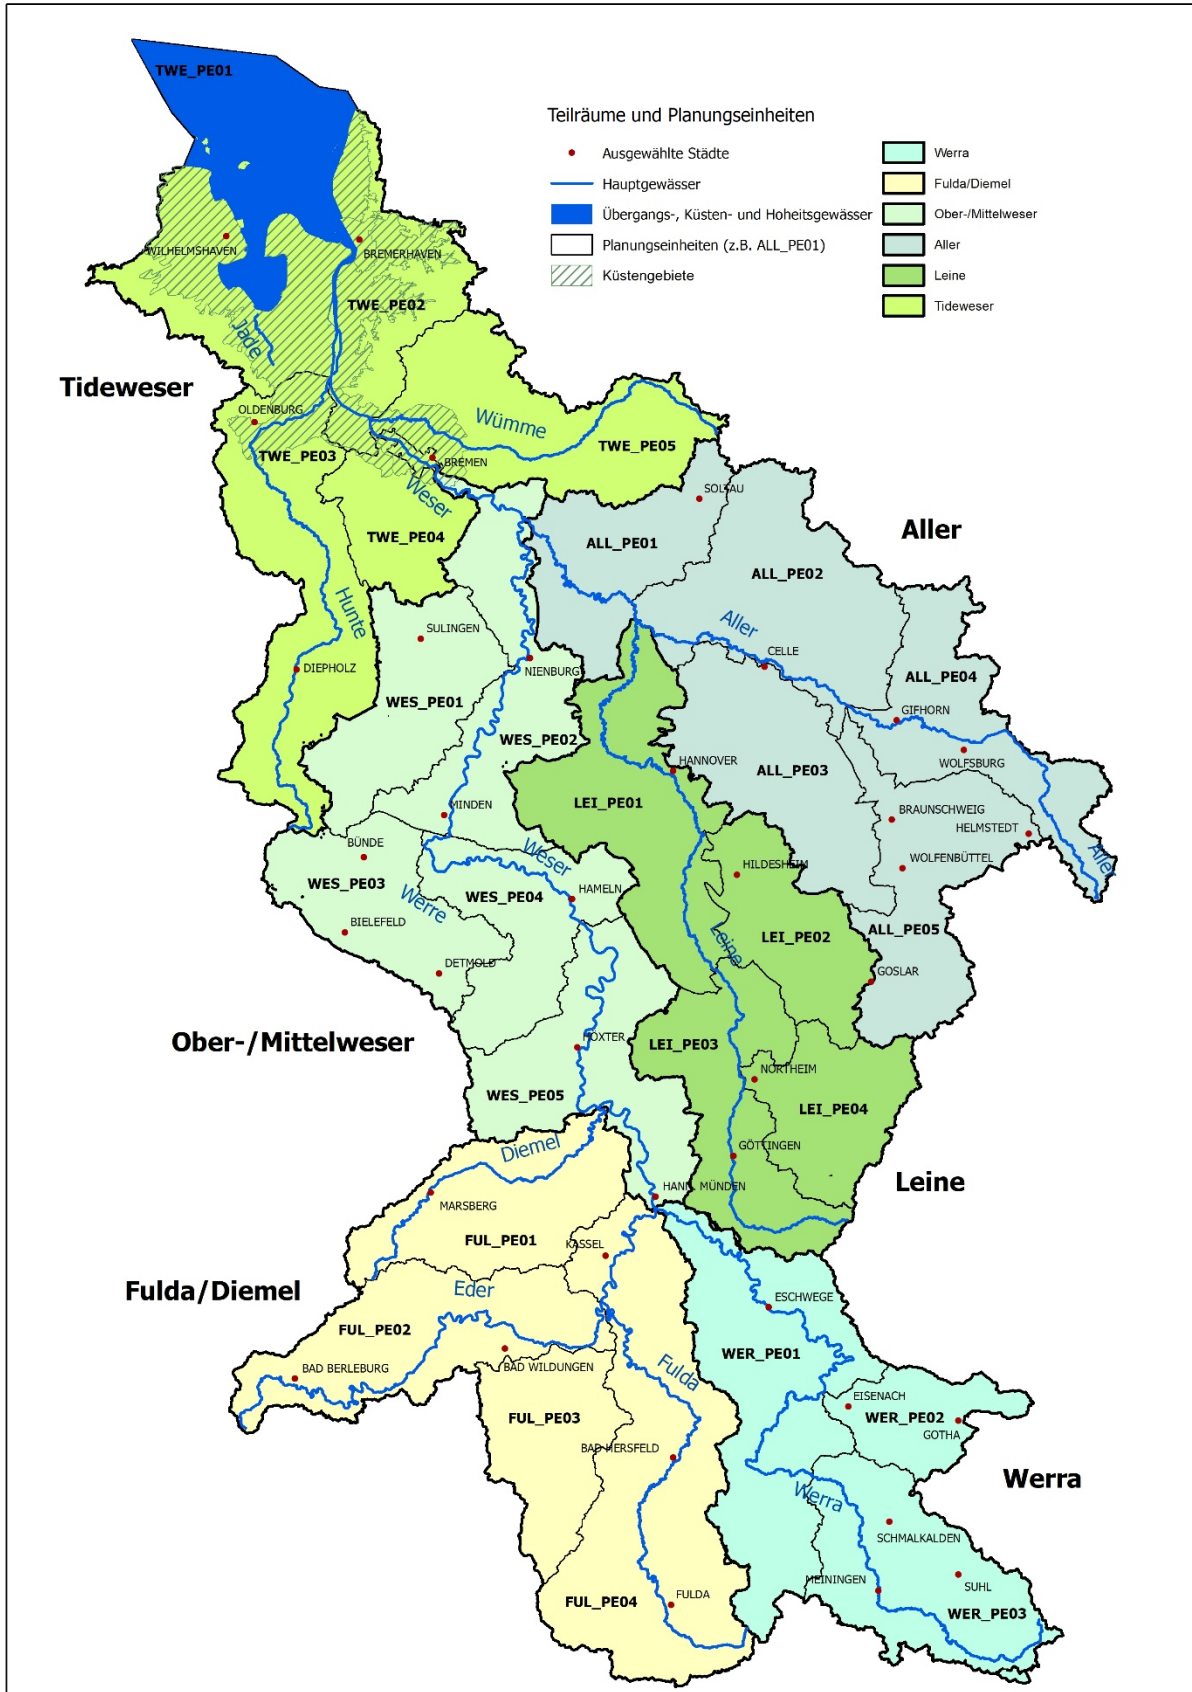 TWE_PE01
Teilräume und Planungseinheiten
Ausgewählte Städte
Hauptgewässer
Übergangs-, Küsten- und Hoheitsgewässer
Planungseinheiten (z.B. ALL_PE01)
Küstengebiete
Werra
Fulda/Diemel
Ober-/Mittelweser
Aller
Leine
Tideweser
WILHELMSHAVEN
BREMERHAVEN
TWE_PE02
Jade
Tideweser
OLDENBURG
Wümme
TWE_PE05
TWE_PE03
BREMEN
Weser
SOLTAU
TWE_PE04
ALL_PE01
Aller
ALL_PE02
Hunte
SULINGEN
Aller
DIEPHOLZ
NIENBURG
CELLE
ALL_PE04
WES_PE01
GIFHORN
WES_PE02
WOLFSBURG
HANNOVER
ALL_PE03
LEI_PE01
MINDEN
BRAUNSCHWEIG
HELMSTEDT
BÜNDE
Weser
HILDESHEIM
WOLFENBÜTTEL
Aller
WES_PE03
WES_PE04
HAMELN
Werre
BIELEFELD
LEI_PE02
ALL_PE05
Leine
DETMOLD
GOSLAR
Ober-/Mittelweser
HÖXTER
LEI_PE03
NORTHEIM
WES_PE05
LEI_PE04
Diemel
GÖTTINGEN
Leine
MARSBERG
HANN. MÜNDEN
FUL_PE01
KASSEL
Fulda/Diemel
Eder
ESCHWEGE
FUL_PE02
WER_PE01
BAD BERLEBURG
BAD WILDUNGEN
Fulda
EISENACH
FUL_PE03
WER_PE02
GOTHA
BAD HERSFELD
Werra
Werra
SCHMALKALDEN
MEININGEN
SUHL
FUL_PE04
FULDA
WER_PE03